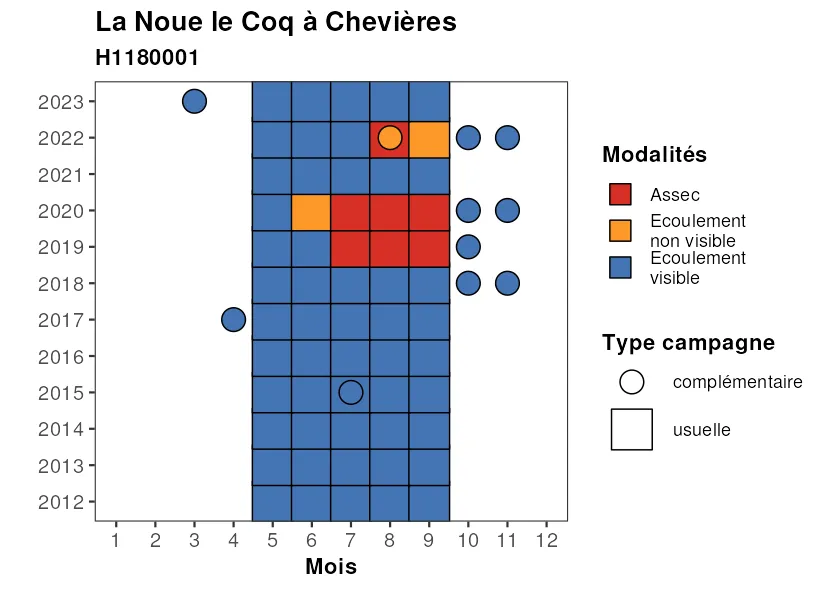 La Noue le Coq à Chevières
H1180001
2023
2022
2021
2020
2019
2018
2017
2016
2015
2014
2013
2012
1 2 3 4 5 6 7 8 9 10 11 12
Mois
Modalités
Assec
Ecoulement
non visible
Ecoulement
visible
Type campagne
complémentaire
usuelle